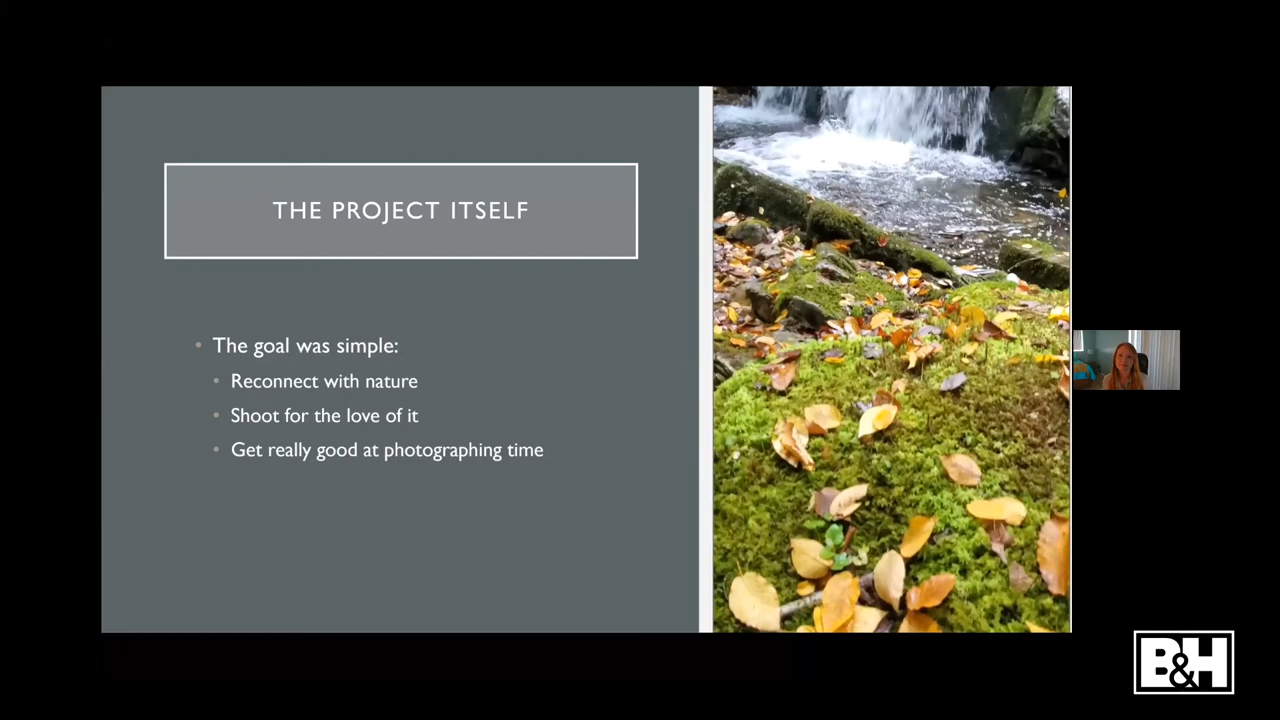 THE PROJECT ITSELF
The goal was simple:
Reconnect with nature
Shoot for the love of it
Get really good at photographing time
B&H